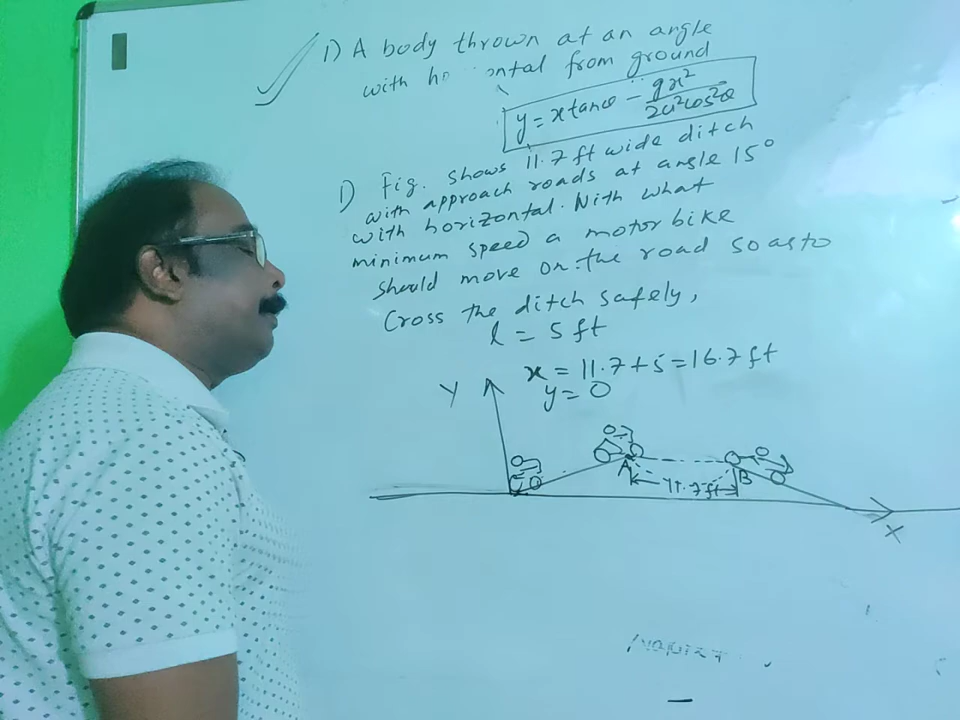 1) A body thrown at an angle
with ho ontal from ground
y = x tanθ - gx²/2u²cos²θ
1) Fig. shows 11.7 ft wide ditch
with approach roads at angle 15°
with horizontal. With what
minimum speed a motor bike
should move on the road so as to
Cross the ditch safely,
l = 5 ft
x = 11.7 + 5 = 16.7 ft
y = 0
Y
A
11.7 ft
B
X